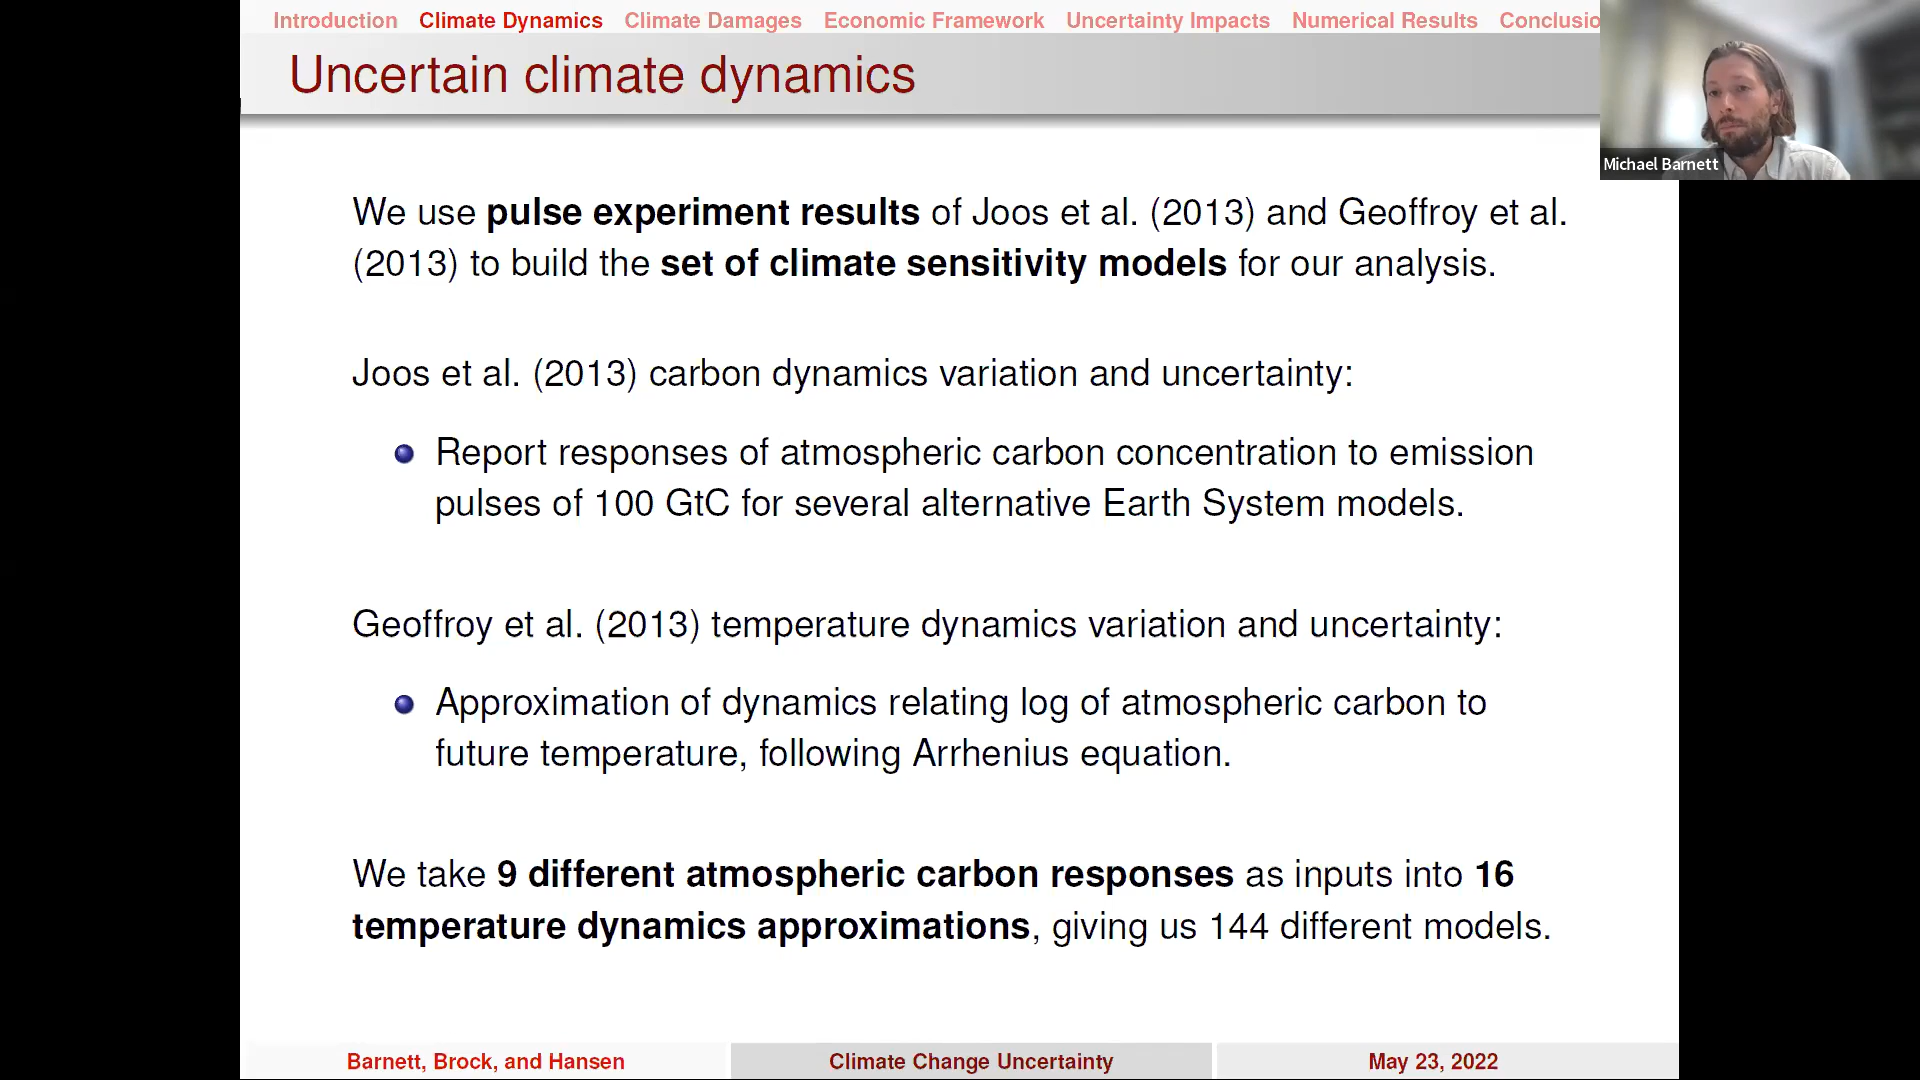 Introduction Climate Dynamics Climate Damages Economic Framework Uncertainty Impacts Numerical Results Conclusio
Uncertain climate dynamics
Michael Barnett
We use pulse experiment results of Joos et al. (2013) and Geoffroy et al.
(2013) to build the set of climate sensitivity models for our analysis.
Joos et al. (2013) carbon dynamics variation and uncertainty:
Report responses of atmospheric carbon concentration to emission
pulses of 100 GtC for several alternative Earth System models.
Geoffroy et al. (2013) temperature dynamics variation and uncertainty:
Approximation of dynamics relating log of atmospheric carbon to
future temperature, following Arrhenius equation.
We take 9 different atmospheric carbon responses as inputs into 16
temperature dynamics approximations, giving us 144 different models.
Barnett, Brock, and Hansen Climate Change Uncertainty May 23, 2022